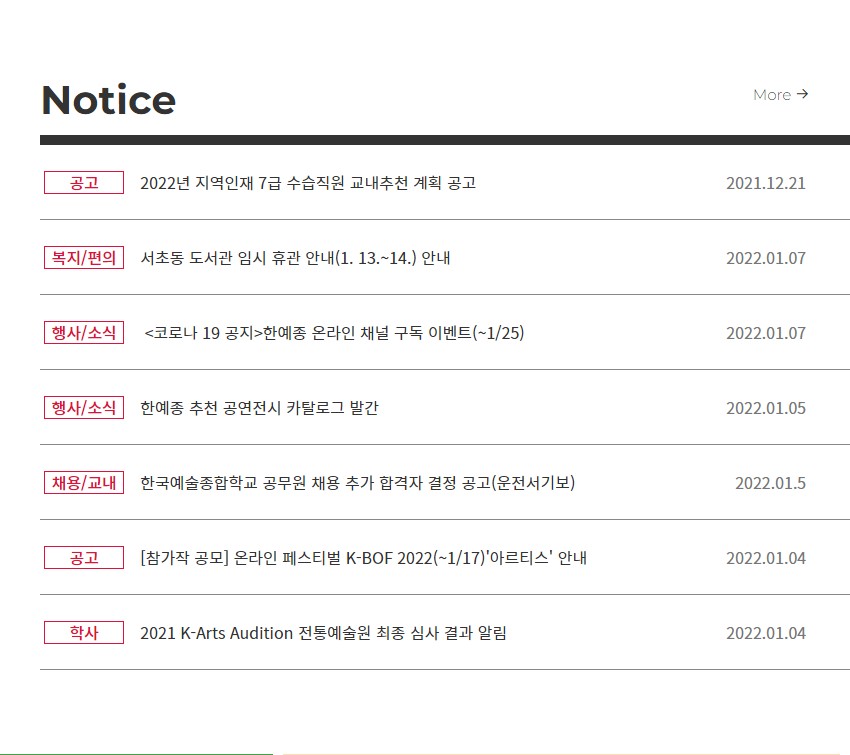 Notice
More →
공고 2022년 지역인재 7급 수습직원 교내추천 계획 공고 2021.12.21
복지/편의 서초동 도서관 임시 휴관 안내(1. 13.~14.) 안내 2022.01.07
행사/소식 <코로나 19 공지>한예종 온라인 채널 구독 이벤트(~1/25) 2022.01.07
행사/소식 한예종 추천 공연전시 카탈로그 발간 2022.01.05
채용/교내 한국예술종합학교 공무원 채용 추가 합격자 결정 공고(운전서기보) 2022.01.5
공고 [참가작 공모] 온라인 페스티벌 K-BOF 2022(~1/17)'아르티스' 안내 2022.01.04
학사 2021 K-Arts Audition 전통예술원 최종 심사 결과 알림 2022.01.04